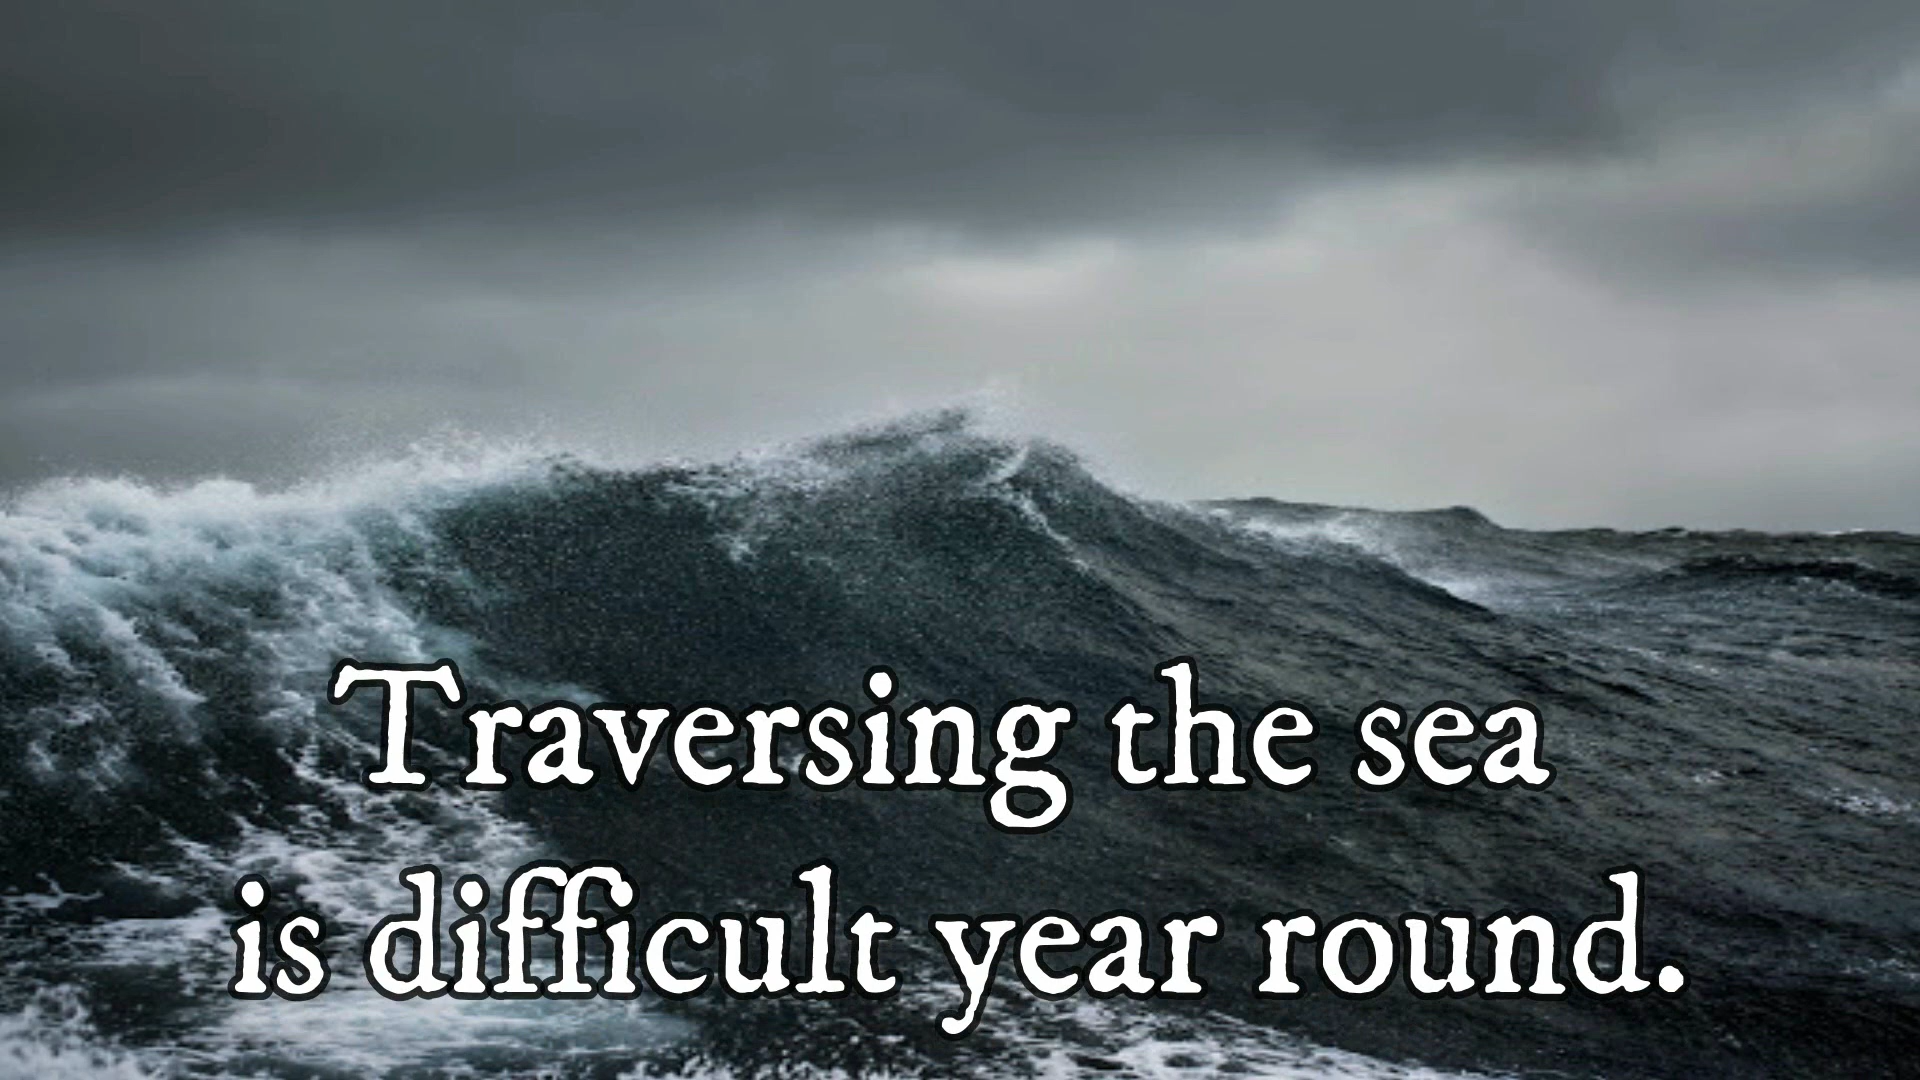 Traversing the sea
is difficult year round.